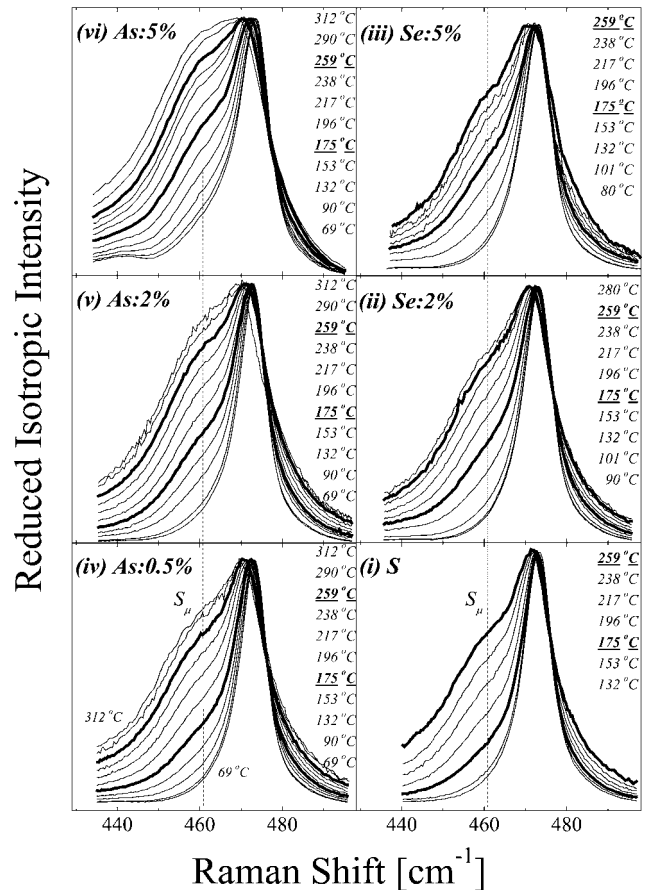 Reduced Isotropic Intensity
(vi) As:5%
312 °C
290 °C
259 °C
238 °C
217 °C
196 °C
175 °C
153 °C
132 °C
90 °C
69 °C
(iii) Se:5%
259 °C
238 °C
217 °C
196 °C
175 °C
153 °C
132 °C
101 °C
80 °C
(v) As:2%
312 °C
290 °C
259 °C
238 °C
217 °C
196 °C
175 °C
153 °C
132 °C
90 °C
69 °C
(ii) Se:2%
280 °C
259 °C
238 °C
217 °C
196 °C
175 °C
153 °C
132 °C
101 °C
90 °C
(iv) As:0.5%
Sμ
312 °C
290 °C
259 °C
238 °C
217 °C
196 °C
175 °C
153 °C
132 °C
90 °C
69 °C
312 °C
69 °C
(i) S
Sμ
259 °C
238 °C
217 °C
196 °C
175 °C
153 °C
132 °C
440 460 480
440 460 480
Raman Shift [cm⁻¹]